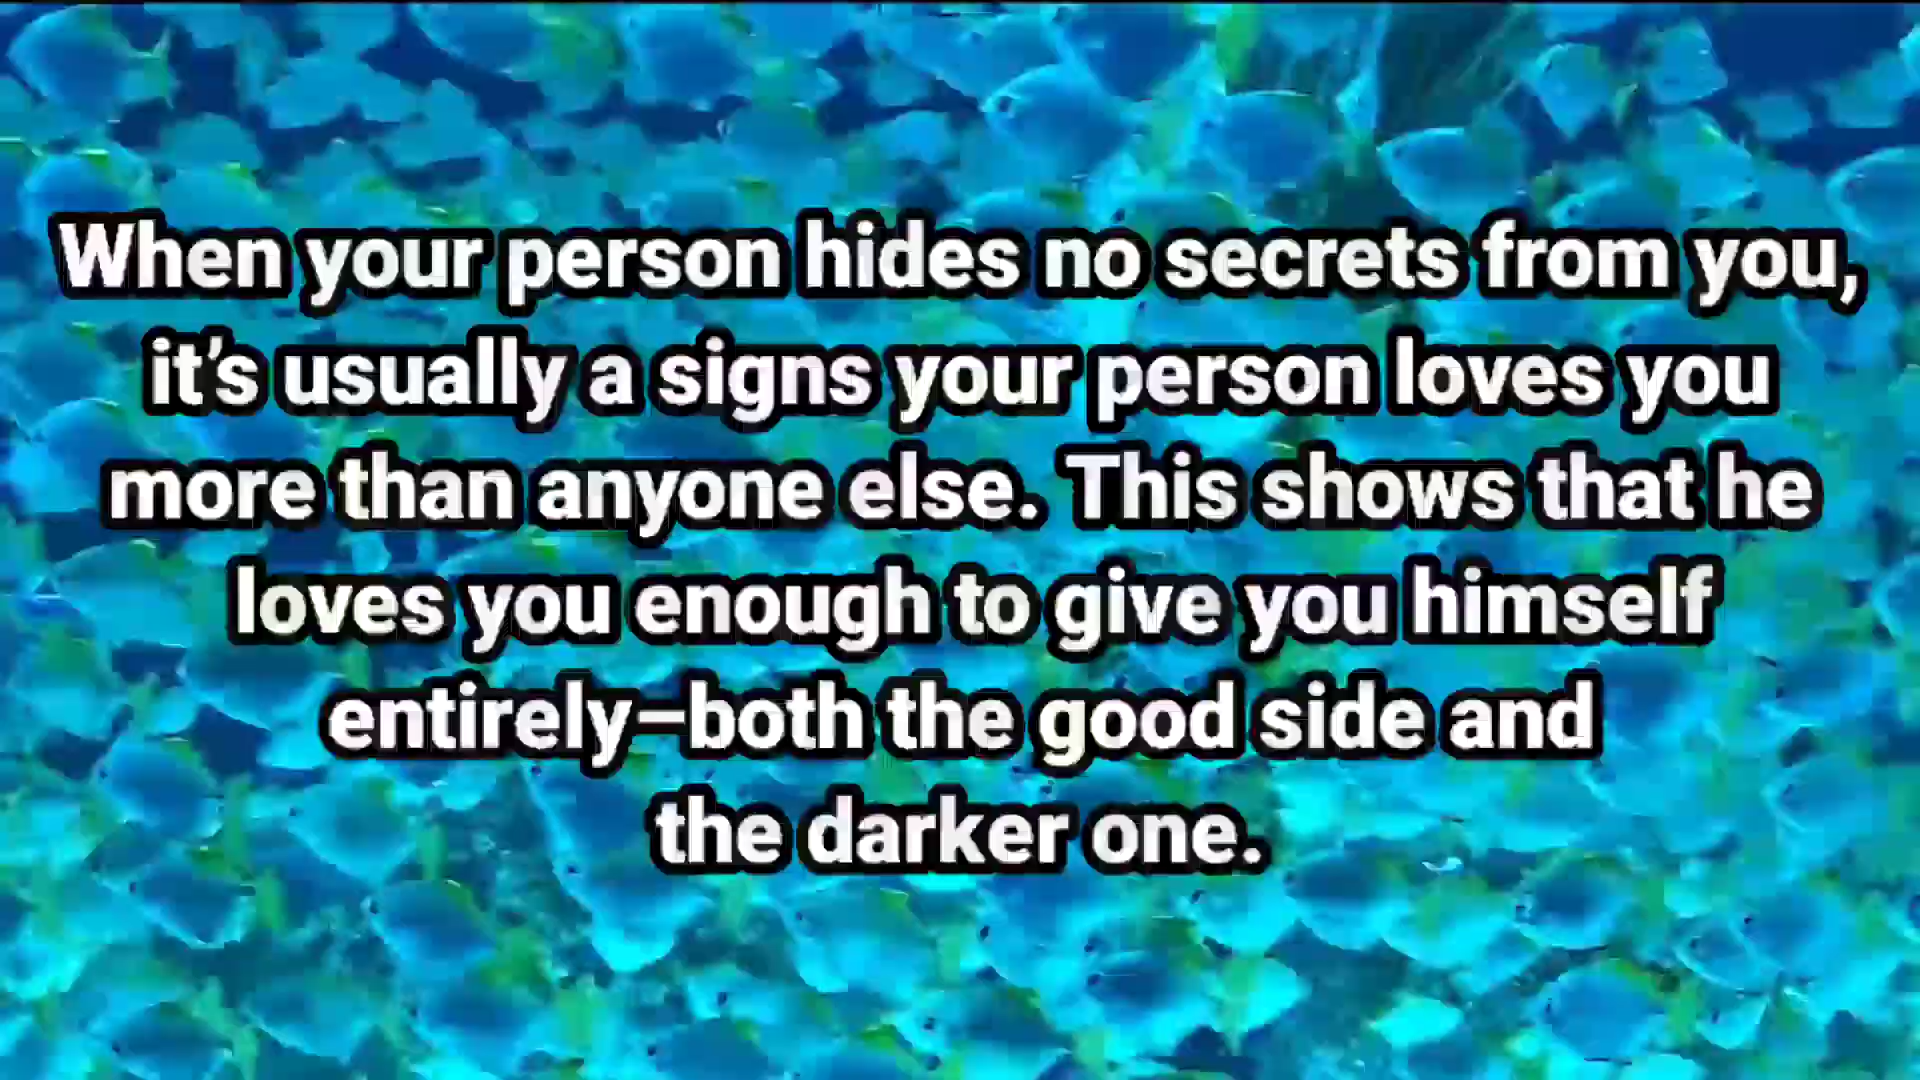 When your person hides no secrets from you,
it’s usually a signs your person loves you
more than anyone else. This shows that he
loves you enough to give you himself
entirely–both the good side and
the darker one.